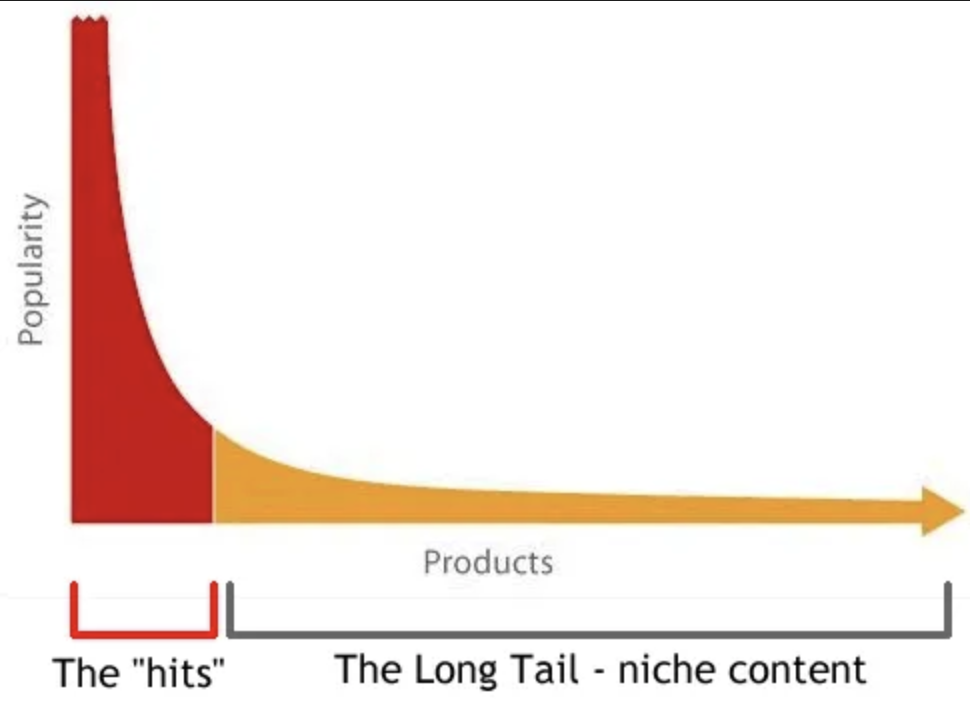 Popularity
Products
The "hits"
The Long Tail - niche content